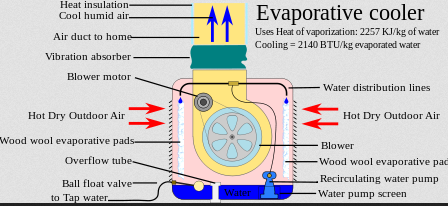 Evaporative cooler
Uses Heat of vaporization: 2257 KJ/kg of water
Cooling = 2140 BTU/kg evaporated water
Heat insulation
Cool humid air
Air duct to home
Vibration absorber
Blower motor
Hot Dry Outdoor Air
Wood wool evaporative pads
Overflow tube
Ball float valve
to Tap water
Water distribution lines
Hot Dry Outdoor Air
Blower
Wood wool evaporative pad
Recirculating water pump
Water pump screen
Water